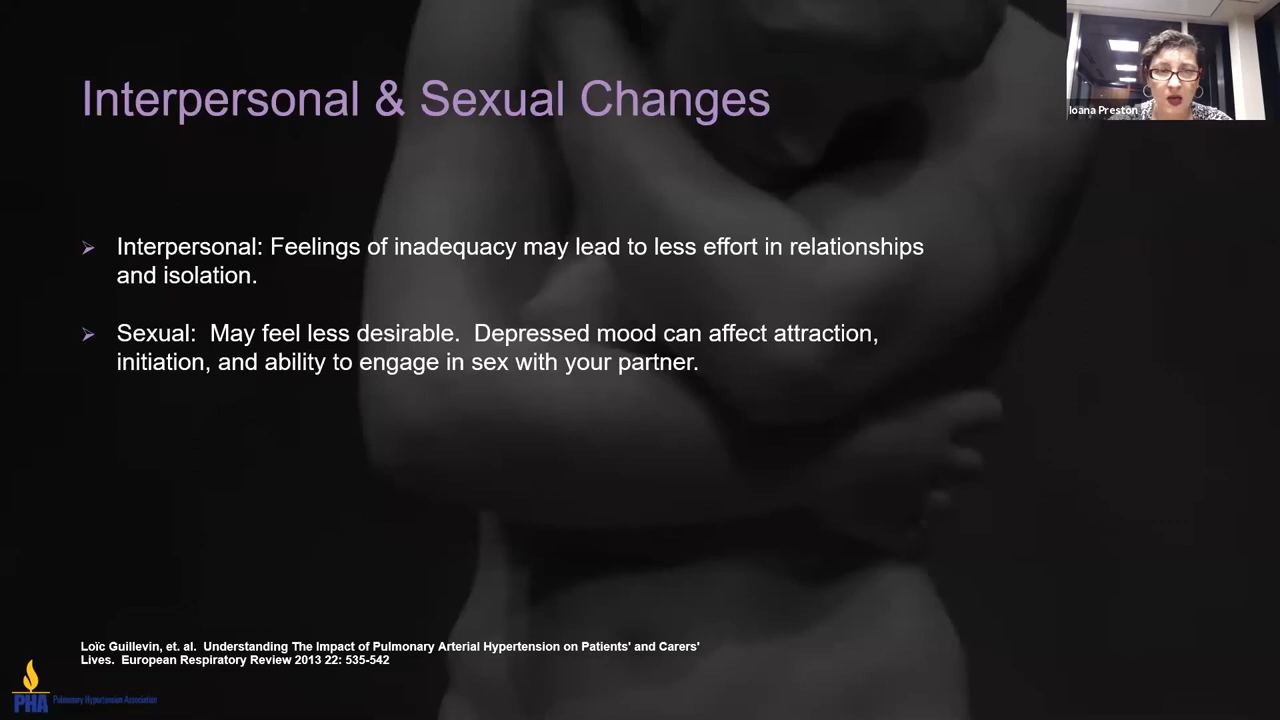 Interpersonal & Sexual Changes
Ioana Preston
➢ Interpersonal: Feelings of inadequacy may lead to less effort in relationships
and isolation.
➢ Sexual:  May feel less desirable.  Depressed mood can affect attraction,
initiation, and ability to engage in sex with your partner.
Loïc Guillevin, et. al.  Understanding The Impact of Pulmonary Arterial Hypertension on Patients' and Carers'
Lives.  European Respiratory Review 2013 22: 535-542
PHA Pulmonary Hypertension Association